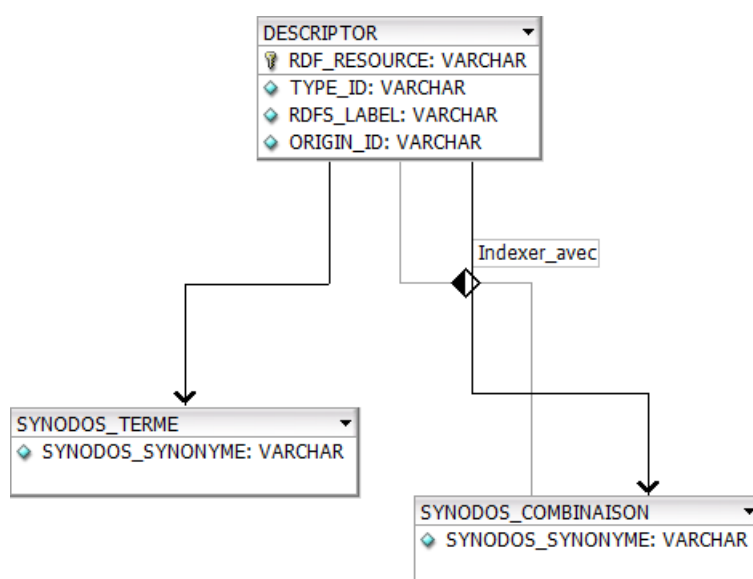 DESCRIPTOR
RDF_RESOURCE: VARCHAR
TYPE_ID: VARCHAR
RDFS_LABEL: VARCHAR
ORIGIN_ID: VARCHAR
Indexer_avec
SYNODOS_TERME
SYNODOS_SYNONYME: VARCHAR
SYNODOS_COMBINAISON
SYNODOS_SYNONYME: VARCHAR